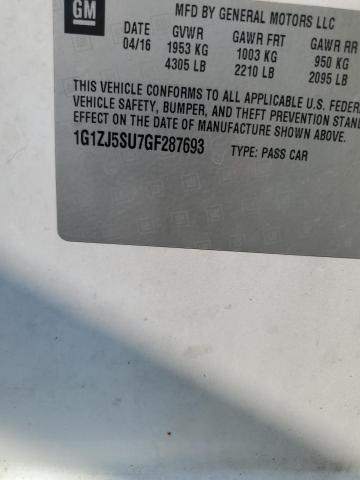 GM
MFD BY GENERAL MOTORS LLC
DATE GVWR GAWR FRT GAWR RR
04/16 1953 KG 1003 KG 950 KG
4305 LB 2210 LB 2095 LB
THIS VEHICLE CONFORMS TO ALL APPLICABLE U.S. FEDER
VEHICLE SAFETY, BUMPER, AND THEFT PREVENTION STAN
EFFECT ON THE DATE OF MANUFACTURE SHOWN ABOVE.
1G1ZJ5SU7GF287693 TYPE: PASS CAR